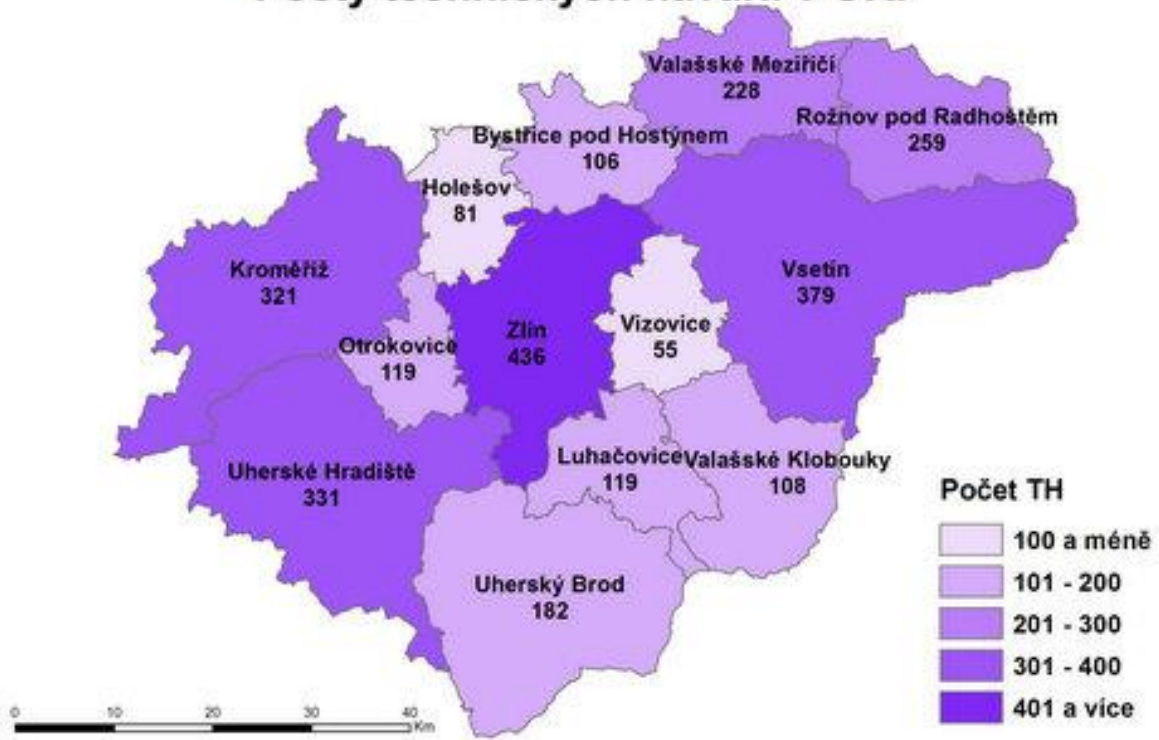 Valašské Meziříčí
228
Rožnov pod Radhoštěm
259
Bystřice pod Hostýnem
106
Holešov
81
Kroměříž
321
Vsetín
379
Zlín
436
Vizovice
55
Otrokovice
119
Uherské Hradiště
331
Luhačovice
119
Valašské Klobouky
108
Uherský Brod
182
Počet TH
100 a méně
101 - 200
201 - 300
301 - 400
401 a více
0 10 20 30 40
Km